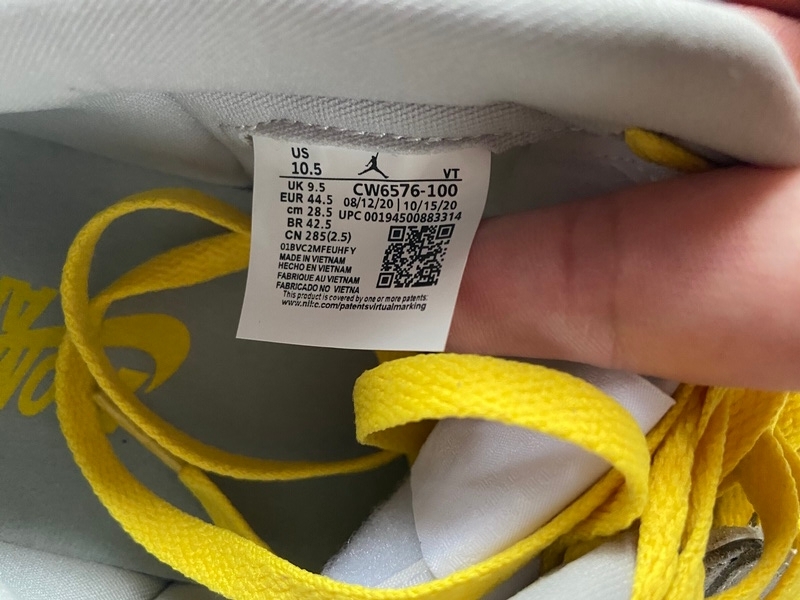 US
10.5
VT
UK 9.5
CW6576-100
EUR 44.5
08/12/20 | 10/15/20
cm 28.5
UPC 00194500883314
BR 42.5
CN 285(2.5)
01BVC2MFEUHFY
MADE IN VIETNAM
HECHO EN VIETNAM
FABRIQUE AU VIETNAM
FABRICADO NO VIETNA
This product is covered by one or more patents:
www.nike.com/patentsvirtualmarking